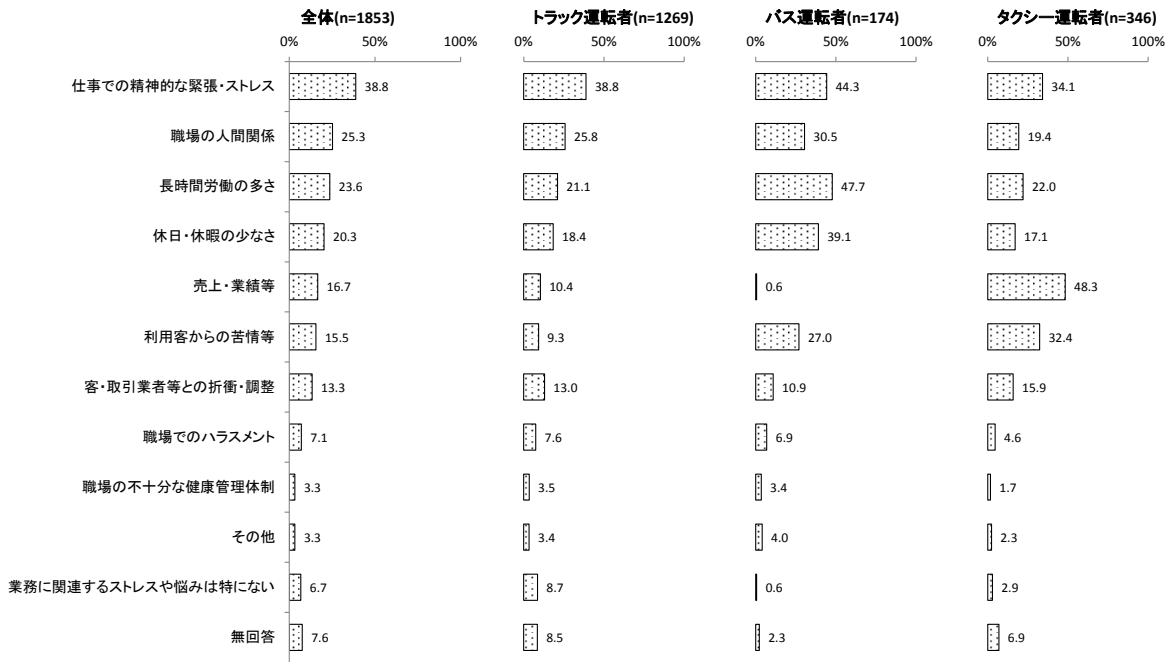 全体(n=1853) トラック運転者(n=1269) バス運転者(n=174) タクシー運転者(n=346)
0% 50% 100% 0% 50% 100% 0% 50% 100% 0% 50% 100%
仕事での精神的な緊張・ストレス 38.8 38.8 44.3 34.1
職場の人間関係 25.3 25.8 30.5 19.4
長時間労働の多さ 23.6 21.1 47.7 22.0
休日・休暇の少なさ 20.3 18.4 39.1 17.1
売上・業績等 16.7 10.4 0.6 48.3
利用客からの苦情等 15.5 9.3 27.0 32.4
客・取引業者等との折衝・調整 13.3 13.0 10.9 15.9
職場でのハラスメント 7.1 7.6 6.9 4.6
職場の不十分な健康管理体制 3.3 3.5 3.4 1.7
その他 3.3 3.4 4.0 2.3
業務に関連するストレスや悩みは特にない 6.7 8.7 0.6 2.9
無回答 7.6 8.5 2.3 6.9